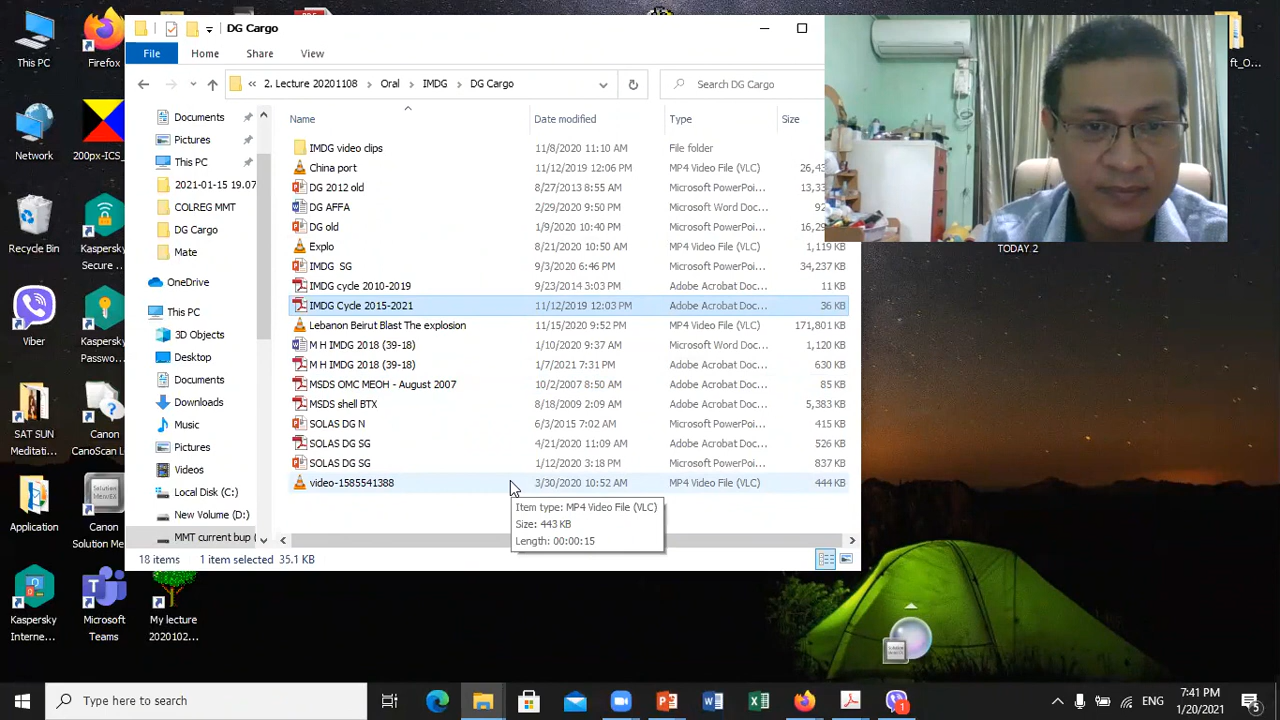 DG Cargo
File Home Share View
« 2. Lecture 20201108 Oral IMDG DG Cargo
Search DG Cargo
Name Date modified Type Size
IMDG video clips 11/8/2020 11:10 AM File folder
China port 11/12/2019 12:06 PM MP4 Video File (VLC)
DG 2012 old 8/27/2013 8:55 AM Microsoft PowerPoi...
DG AFFA 2/29/2020 9:50 PM Microsoft Word Doc...
DG old 1/9/2020 10:40 PM Microsoft PowerPoi...
Explo 8/21/2020 10:50 AM MP4 Video File (VLC) 1,119 KB
IMDG SG 9/3/2020 6:46 PM Microsoft PowerPoi... 34,237 KB
IMDG cycle 2010-2019 9/23/2014 3:03 PM Adobe Acrobat Doc... 11 KB
IMDG Cycle 2015-2021 11/12/2019 12:03 PM Adobe Acrobat Doc... 36 KB
Lebanon Beirut Blast The explosion 11/15/2020 9:52 PM MP4 Video File (VLC) 171,801 KB
M H IMDG 2018 (39-18) 1/10/2020 9:37 AM Microsoft Word Doc... 1,120 KB
M H IMDG 2018 (39-18) 1/7/2021 7:31 PM Adobe Acrobat Doc... 630 KB
MSDS OMC MEOH - August 2007 10/2/2007 8:50 AM Adobe Acrobat Doc... 85 KB
MSDS shell BTX 8/18/2009 2:09 AM Adobe Acrobat Doc... 5,383 KB
SOLAS DG N 6/3/2015 7:02 AM Microsoft PowerPoi... 415 KB
SOLAS DG SG 4/21/2020 11:09 AM Adobe Acrobat Doc... 526 KB
SOLAS DG SG 1/12/2020 3:18 PM Microsoft PowerPoi... 837 KB
video-1585541388 3/30/2020 10:52 AM MP4 Video File (VLC) 444 KB
Item type: MP4 Video File (VLC)
Size: 443 KB
Length: 00:00:15
18 items 1 item selected 35.1 KB
Documents
Pictures
This PC
2021-01-15 19.07
COLREG MMT
DG Cargo
Mate
OneDrive
This PC
3D Objects
Desktop
Documents
Downloads
Music
Pictures
Videos
Local Disk (C:)
New Volume (D:)
MMT current bup (
Firefox
Network
200px-ICS_...
Recycle Bin
Kaspersky
Secure ...
Viber
Kaspersky
Passwo...
SAT SUN
Meditati...
Canon
Quick Menu
Application
Online
Canon
Solution Me...
Solution
MenuEX
Kaspersky
Internet...
Microsoft
Teams
My lecture
2020102...
TODAY 2
ft_O...
Type here to search
ENG
7:41 PM
1/20/2021
1
5